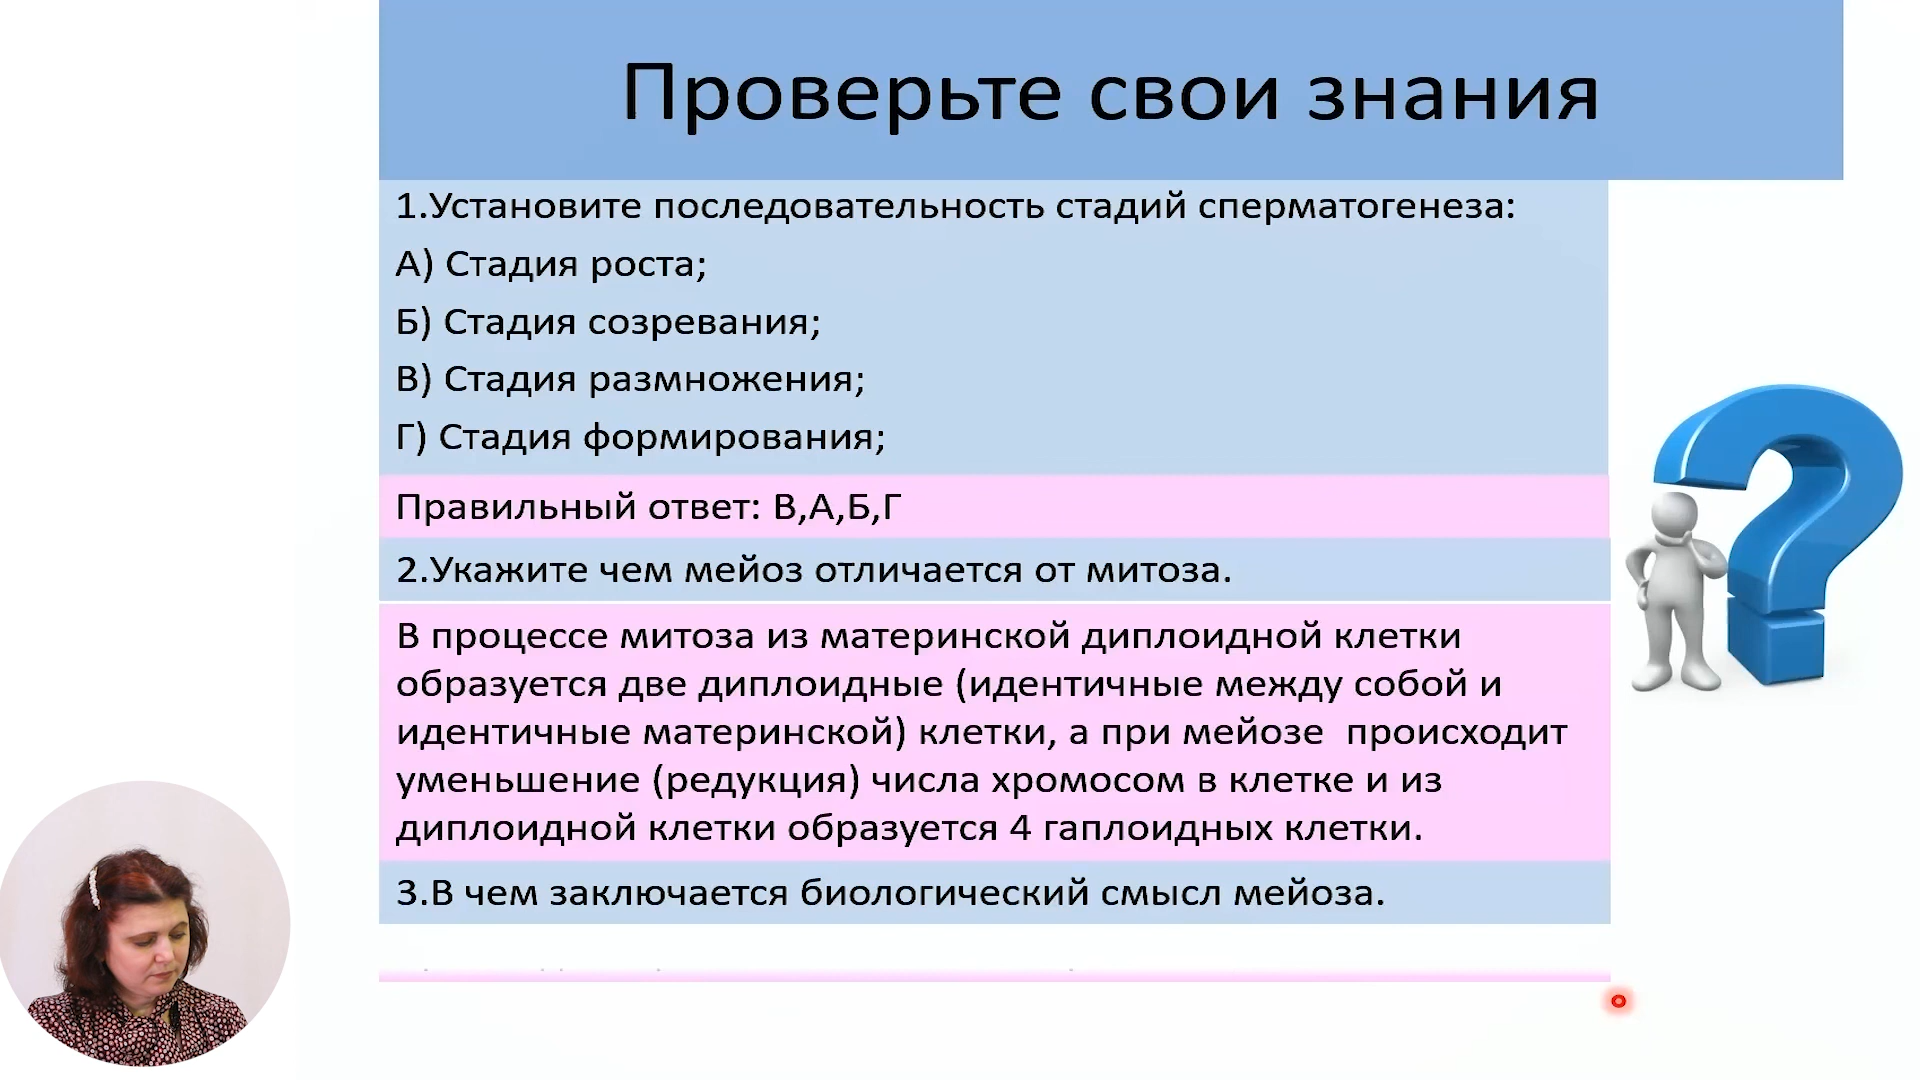 Проверьте свои знания
1.Установите последовательность стадий сперматогенеза:
А) Стадия роста;
Б) Стадия созревания;
В) Стадия размножения;
Г) Стадия формирования;
Правильный ответ: В,А,Б,Г
2.Укажите чем мейоз отличается от митоза.
В процессе митоза из материнской диплоидной клетки
образуется две диплоидные (идентичные между собой и
идентичные материнской) клетки, а при мейозе происходит
уменьшение (редукция) числа хромосом в клетке и из
диплоидной клетки образуется 4 гаплоидных клетки.
3.В чем заключается биологический смысл мейоза.